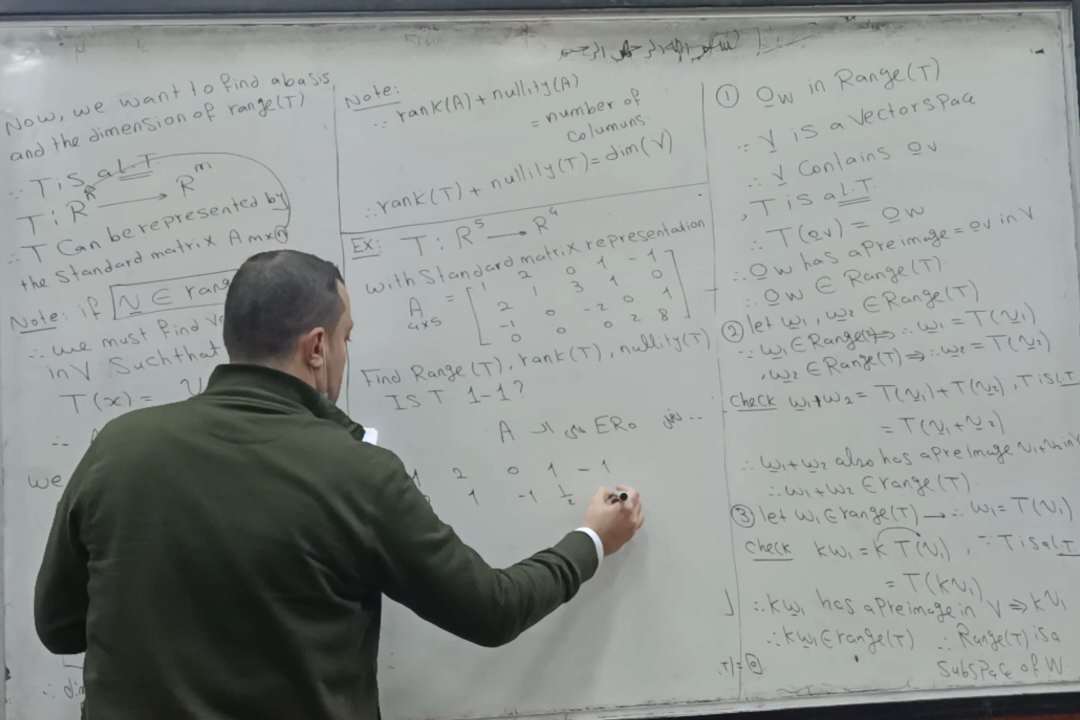 Now, we want to find a basis
and the dimension of range(T)
∵ T is a L.T
T: Rⁿ → Rᵐ
∴ T Can be represented by
the standard matrix A m×n
Note: if N ∈ rang
∴ we must find
in V Such that
T(x) =
∴
we
∴ dim
Note:
∵ rank(A) + nullity(A)
= number of
Columuns.
∴ rank(T) + nullity(T) = dim(V)
EX: T: R⁵ → R⁴
with Standard matrix representation
A 4×5 = [
1 2 0 1 -1
2 1 3 1 0
-1 0 -2 0 1
0 0 0 2 8
]
Find Range(T), rank(T), nullity(T)
Is T 1-1?
ERo ال A
1 2 0 1 -1
1 -1 ½
بسم الله الرحمن الرحيم
① 0w in Range(T)
∵ V is a Vector Space
∴ V Contains 0v
, T is a L.T.
∴ T(0v) = 0w
∴ 0w has a preimage = 0v in V
∴ 0w ∈ Range(T)
② let w₁, w₂ ∈ Range(T)
∵ w₁ ∈ Range(T) ⇒ ∴ w₁ = T(v₁)
, w₂ ∈ Range(T) ⇒ ∴ w₂ = T(v₂)
Check w₁+w₂ = T(v₁) + T(v₂), T is L.T
= T(v₁+v₂)
∴ w₁+w₂ also has a preimage v₁+v₂ in V
∴ w₁+w₂ ∈ range(T)
③ let w₁ ∈ range(T) → ∴ w₁ = T(v₁)
Check kw₁ = k T(v₁), ∵ T is a L.T
= T(kv₁)
∴ kw₁ has a preimage in V ⇒ kv₁
∴ kw₁ ∈ range(T) ∴ Range(T) is a
Subspace of W.